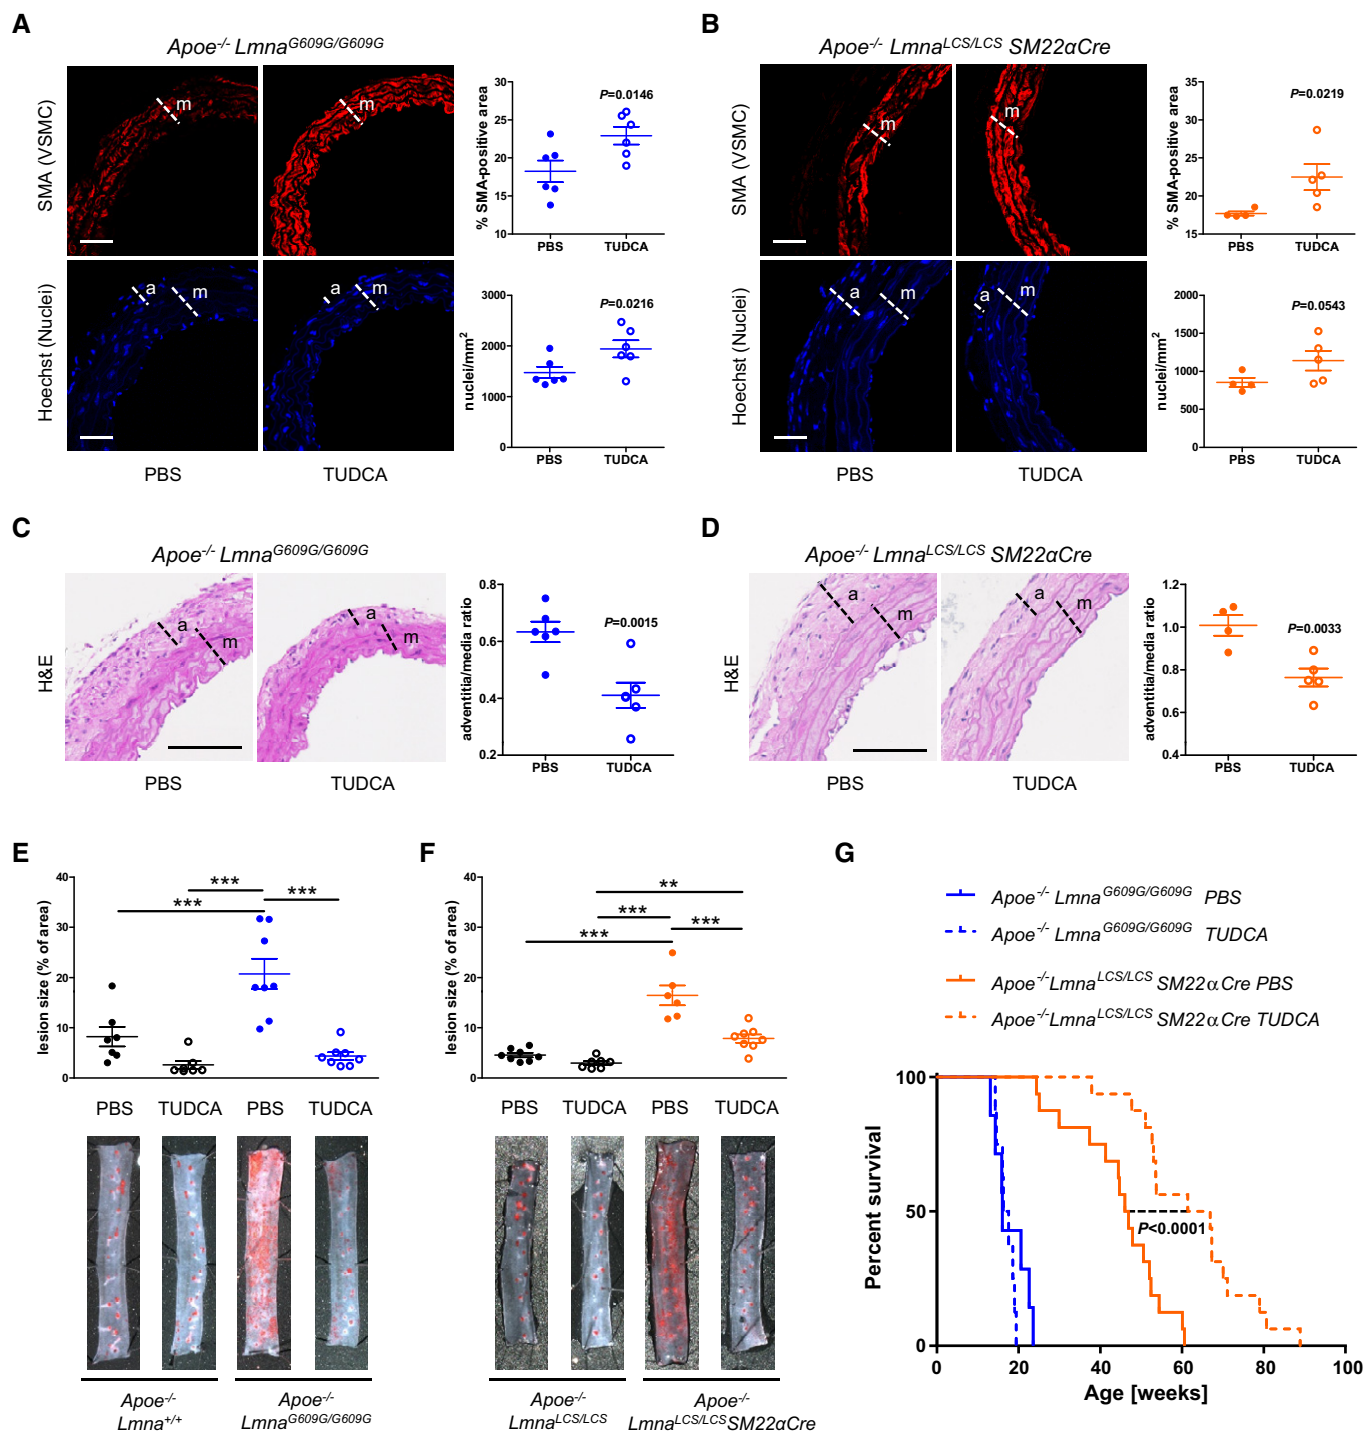 A
Apoe-/- LmnaG609G/G609G
SMA (VSMC)
m
m
% SMA-positive area
30
25
20
15
10
P=0.0146
PBS
TUDCA
Hoechst (Nuclei)
a
m
a
m
nuclei/mm2
3000
2000
1000
0
P=0.0216
PBS
TUDCA
PBS
TUDCA
B
Apoe-/- LmnaLCS/LCS SM22αCre
SMA (VSMC)
m
m
% SMA-positive area
35
30
25
20
15
P=0.0219
PBS
TUDCA
Hoechst (Nuclei)
a
m
a
m
nuclei/mm2
2000
1500
1000
500
0
P=0.0543
PBS
TUDCA
PBS
TUDCA
C
Apoe-/- LmnaG609G/G609G
H&E
a
m
a
m
PBS
TUDCA
adventitia/media ratio
0.8
0.6
0.4
0.2
P=0.0015
PBS
TUDCA
D
Apoe-/- LmnaLCS/LCS SM22αCre
H&E
a
m
a
m
PBS
TUDCA
adventitia/media ratio
1.2
1.0
0.8
0.6
0.4
P=0.0033
PBS
TUDCA
E
lesion size (% of area)
40
30
20
10
0
***
***
***
PBS
TUDCA
PBS
TUDCA
Apoe-/-
Lmna+/+
Apoe-/-
LmnaG609G/G609G
F
lesion size (% of area)
40
30
20
10
0
**
***
***
***
PBS
TUDCA
PBS
TUDCA
Apoe-/-
LmnaLCS/LCS
Apoe-/-
LmnaLCS/LCSSM22αCre
G
Apoe-/- LmnaG609G/G609G PBS
Apoe-/- LmnaG609G/G609G TUDCA
Apoe-/-LmnaLCS/LCS SM22αCre PBS
Apoe-/-LmnaLCS/LCS SM22αCre TUDCA
Percent survival
100
50
0
P<0.0001
0 20 40 60 80 100
Age [weeks]